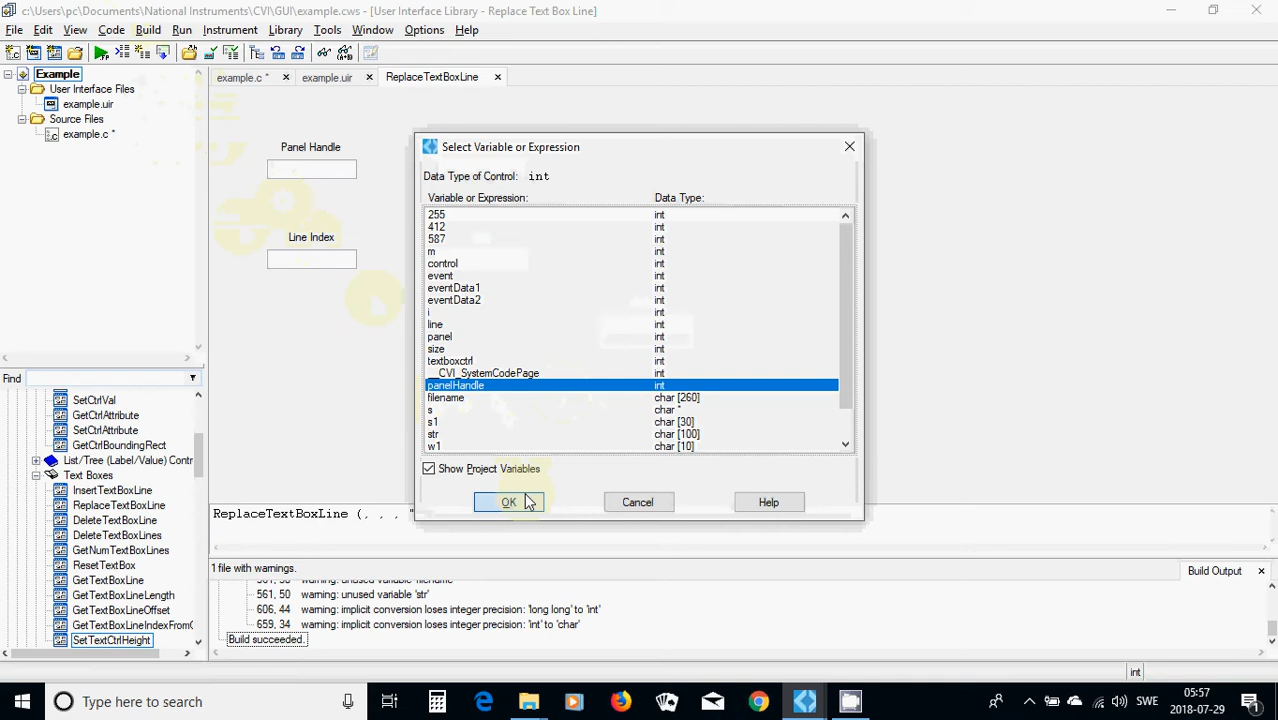 c:\Users\pc\Documents\National Instruments\CVI\GUI\example.cws - [User Interface Library - Replace Text Box Line]
File Edit View Code Build Run Instrument Library Tools Window Options Help
Example
User Interface Files
example.uir
Source Files
example.c *
example.c * example.uir ReplaceTextBoxLine
Panel Handle
Line Index
Select Variable or Expression
Data Type of Control: int
Variable or Expression: Data Type:
255 int
412 int
587 int
m int
control int
event int
eventData1 int
eventData2 int
i int
line int
panel int
size int
textboxctrl int
__CVI_SystemCodePage int
panelHandle int
filename char [260]
s char *
s1 char [30]
str char [100]
w1 char [10]
Show Project Variables
OK Cancel Help
Find
SetCtrlVal
GetCtrlAttribute
SetCtrlAttribute
GetCtrlBoundingRect
List/Tree (Label/Value) Contr
Text Boxes
InsertTextBoxLine
ReplaceTextBoxLine
DeleteTextBoxLine
DeleteTextBoxLines
GetNumTextBoxLines
ResetTextBox
GetTextBoxLine
GetTextBoxLineLength
GetTextBoxLineOffset
GetTextBoxLineIndexFromO
SetTextCtrlHeight
ReplaceTextBoxLine (, , , "
1 file with warnings. Build Output
561, 50 warning: unused variable 'str'
606, 44 warning: implicit conversion loses integer precision: 'long long' to 'int'
659, 34 warning: implicit conversion loses integer precision: 'int' to 'char'
Build succeeded.
int
Type here to search
SWE
05:57
2018-07-29
1